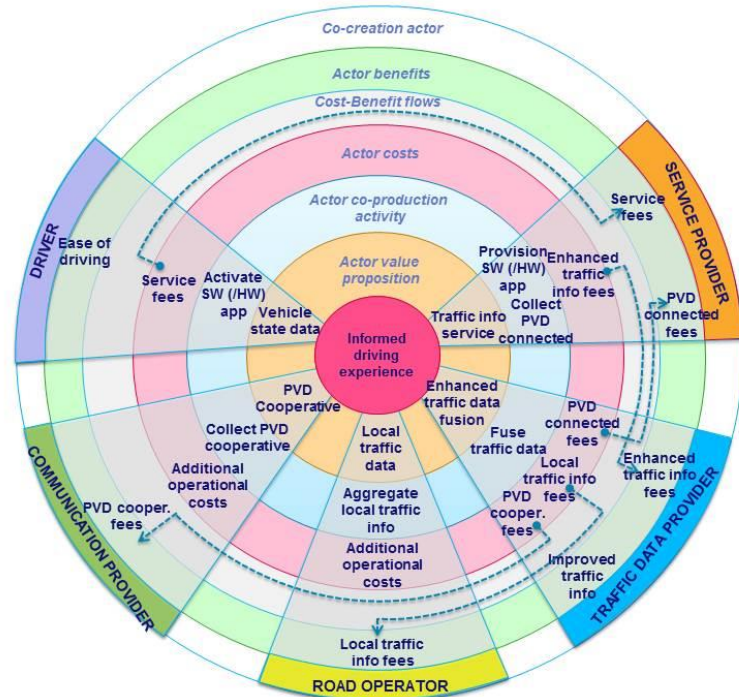 Co-creation actor
Actor benefits
Cost-Benefit flows
Actor costs
Actor co-production
activity
Actor value
proposition
Informed
driving
experience
DRIVER
Ease of
driving
Service
fees
Activate
SW (/HW)
app
Vehicle
state data
SERVICE PROVIDER
Service
fees
PVD
connected
fees
Enhanced
traffic
info fees
Provision
SW (/HW)
app
Collect
PVD
connected
Traffic info
service
TRAFFIC DATA PROVIDER
Enhanced
traffic data
fusion
Fuse
traffic data
PVD
connected
fees
Local
traffic info
fees
PVD
cooper.
fees
Enhanced
traffic info
fees
Improved
traffic
info
ROAD OPERATOR
Local
traffic
data
Aggregate
local traffic
info
Additional
operational
costs
Local traffic
info fees
COMMUNICATION PROVIDER
PVD
Cooperative
Collect PVD
cooperative
Additional
operational
costs
PVD cooper.
fees